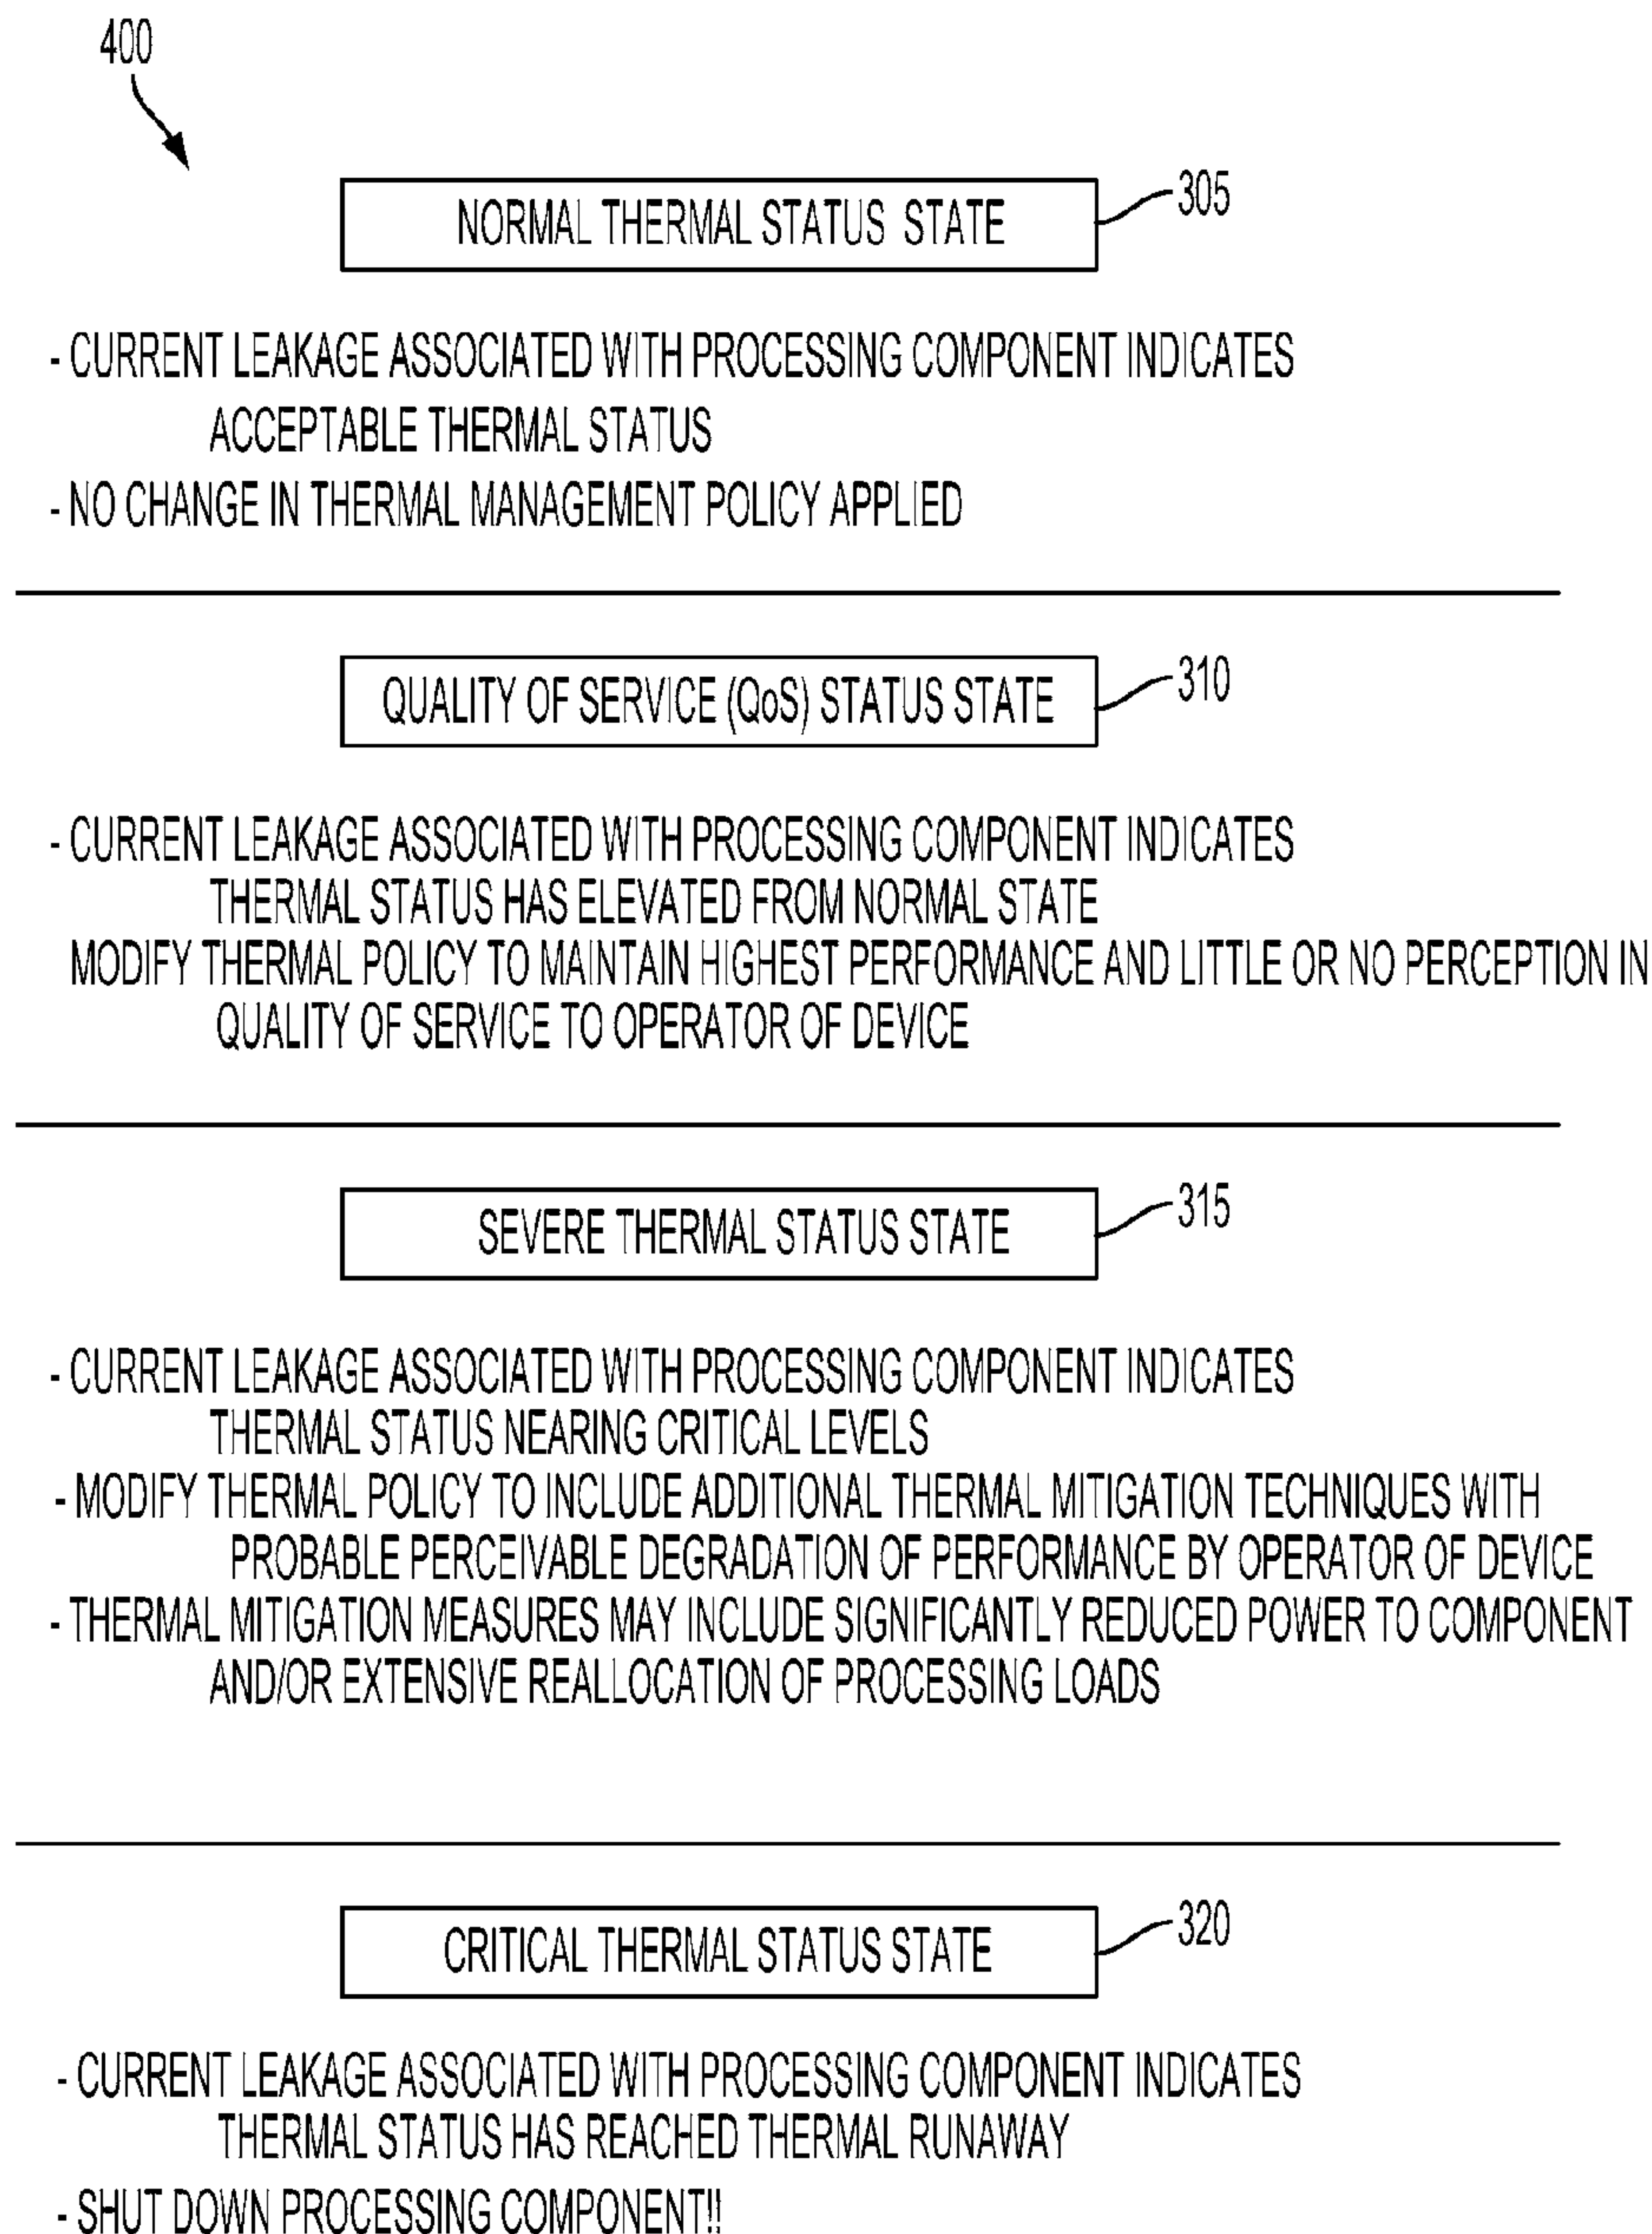 400
NORMAL THERMAL STATUS STATE
305
- CURRENT LEAKAGE ASSOCIATED WITH PROCESSING COMPONENT INDICATES
ACCEPTABLE THERMAL STATUS
- NO CHANGE IN THERMAL MANAGEMENT POLICY APPLIED
QUALITY OF SERVICE (QoS) STATUS STATE
310
- CURRENT LEAKAGE ASSOCIATED WITH PROCESSING COMPONENT INDICATES
THERMAL STATUS HAS ELEVATED FROM NORMAL STATE
MODIFY THERMAL POLICY TO MAINTAIN HIGHEST PERFORMANCE AND LITTLE OR NO PERCEPTION IN
QUALITY OF SERVICE TO OPERATOR OF DEVICE
SEVERE THERMAL STATUS STATE
315
- CURRENT LEAKAGE ASSOCIATED WITH PROCESSING COMPONENT INDICATES
THERMAL STATUS NEARING CRITICAL LEVELS
- MODIFY THERMAL POLICY TO INCLUDE ADDITIONAL THERMAL MITIGATION TECHNIQUES WITH
PROBABLE PERCEIVABLE DEGRADATION OF PERFORMANCE BY OPERATOR OF DEVICE
- THERMAL MITIGATION MEASURES MAY INCLUDE SIGNIFICANTLY REDUCED POWER TO COMPONENT
AND/OR EXTENSIVE REALLOCATION OF PROCESSING LOADS
CRITICAL THERMAL STATUS STATE
320
- CURRENT LEAKAGE ASSOCIATED WITH PROCESSING COMPONENT INDICATES
THERMAL STATUS HAS REACHED THERMAL RUNAWAY
- SHUT DOWN PROCESSING COMPONENT!!